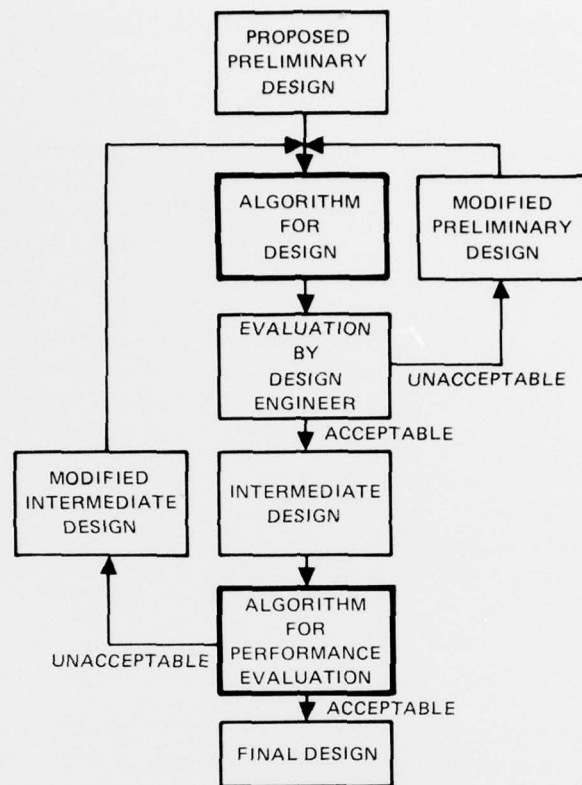 PROPOSED
PRELIMINARY
DESIGN
ALGORITHM
FOR
DESIGN
MODIFIED
PRELIMINARY
DESIGN
EVALUATION
BY
DESIGN
ENGINEER
UNACCEPTABLE
ACCEPTABLE
MODIFIED
INTERMEDIATE
DESIGN
INTERMEDIATE
DESIGN
ALGORITHM
FOR
PERFORMANCE
EVALUATION
UNACCEPTABLE
ACCEPTABLE
FINAL DESIGN